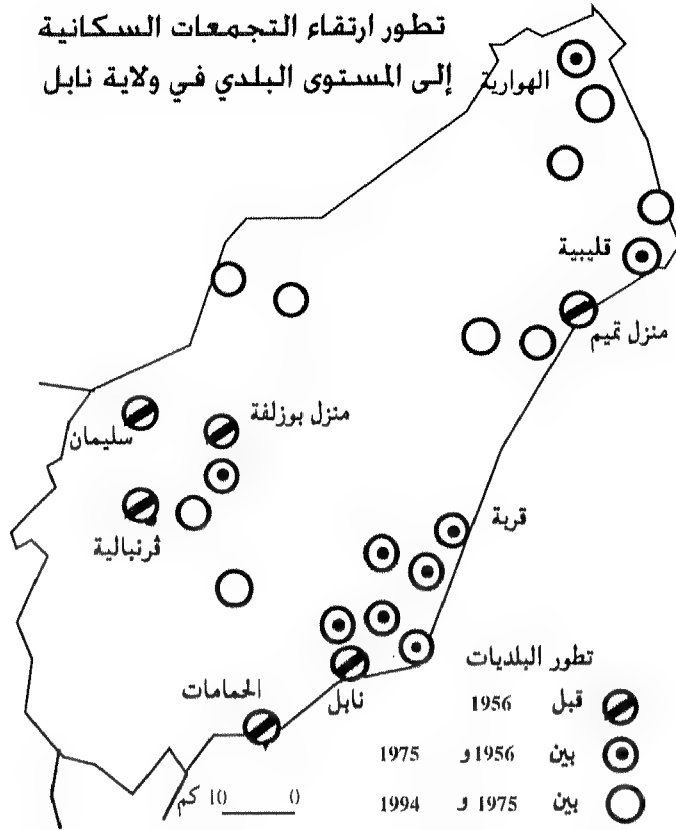 تطور ارتقاء التجمعات السكانية
إلى المستوى البلدي في ولاية نابل
الهوارية
قليبية
منزل تميم
منزل بوزلفة
سليمان
قربة
ڤرنبالية
الحمامات
نابل
تطور البلديات
قبل 1956
بين 1956 و 1975
بين 1975 و 1994
0 10 كم